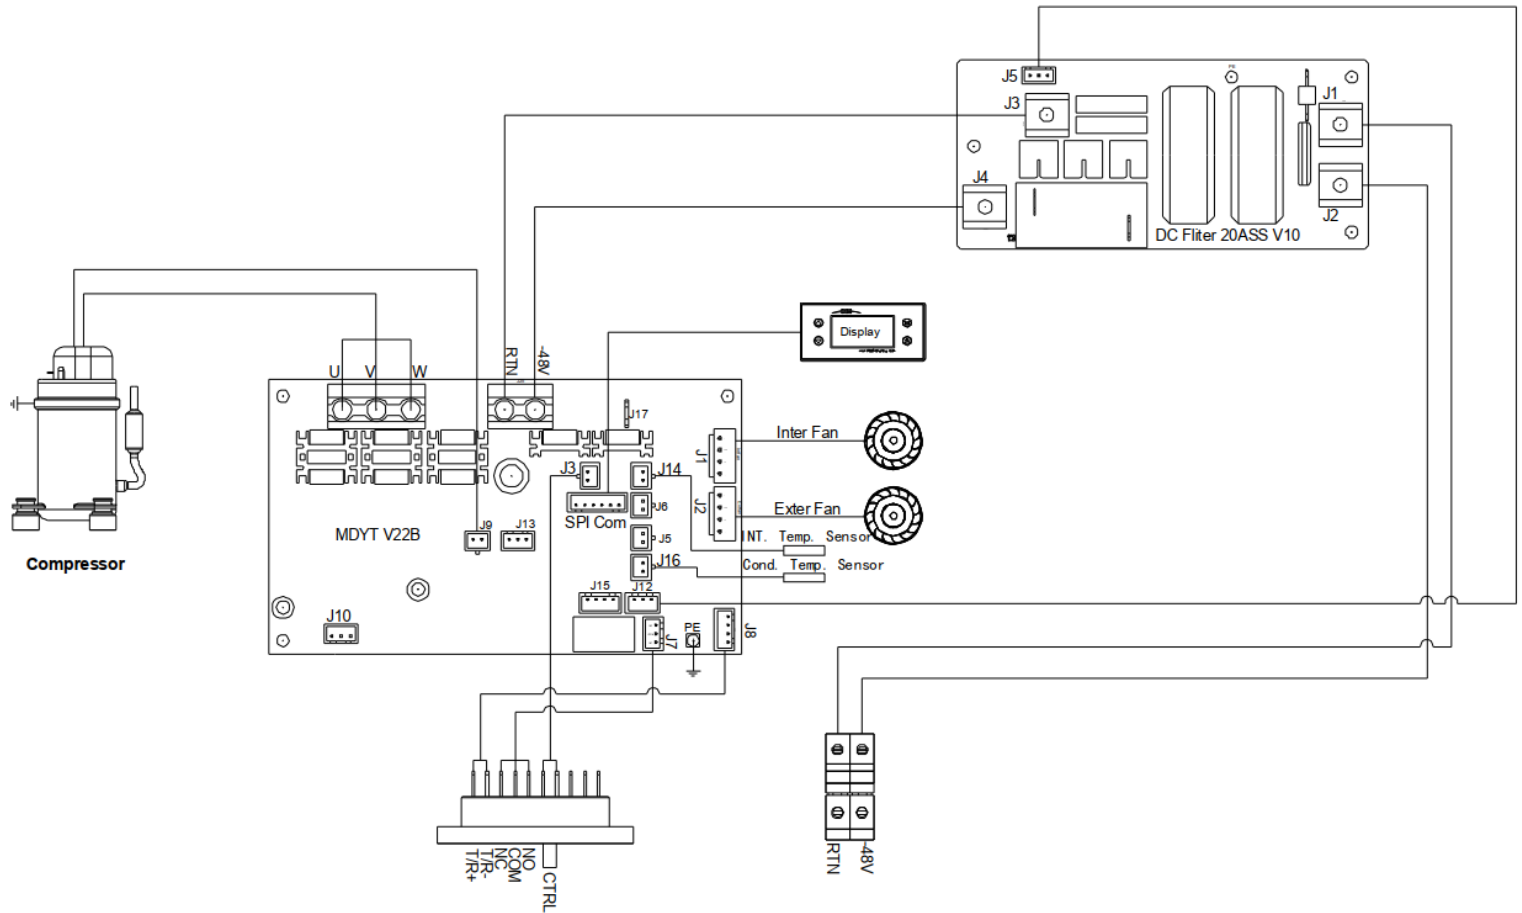 J5
PE
J3
J1
J4
J2
DC Fliter 20ASS V10
Display
RTN
-48V
U
V
W
J17
J1
Inter Fan
J3
J14
SPI Com
J6
J2
Exter Fan
MDYT V22B
J9
J13
J5
INT. Temp. Sensor
J16
Cond. Temp. Sensor
Compressor
J15
J12
J10
J7
PE
J8
T/R+
T/R-
NC
COM
NO
CTRL
RTN
-48V